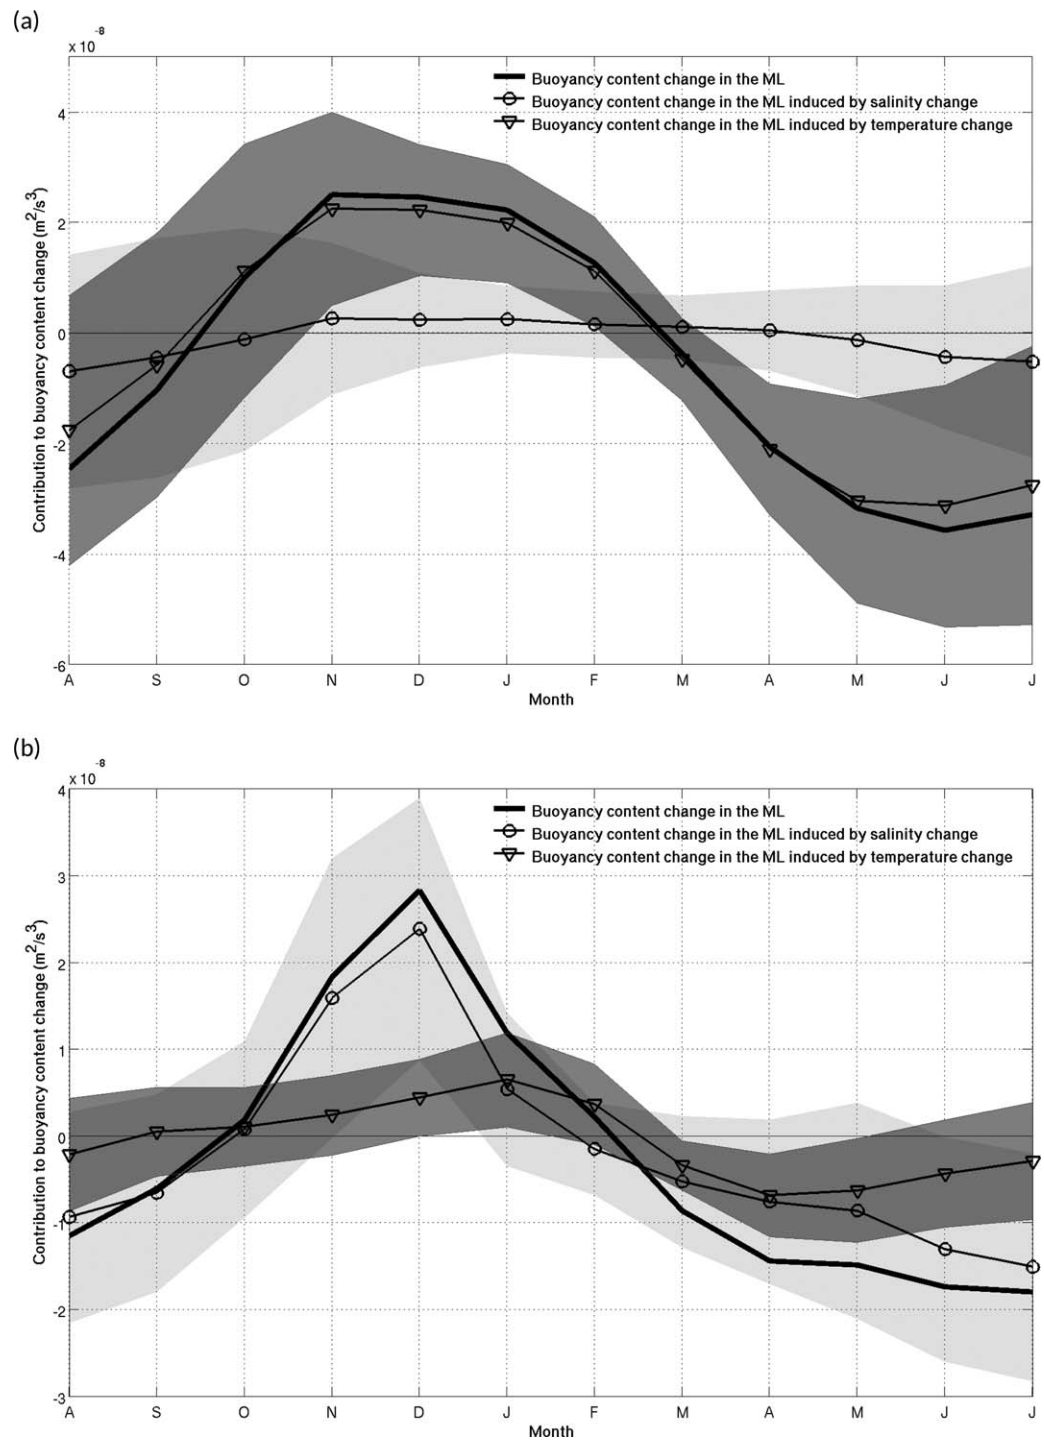 (a)
x 10^-8
Buoyancy content change in the ML
Buoyancy content change in the ML induced by salinity change
Buoyancy content change in the ML induced by temperature change
Contribution to buoyancy content change (m^2/s^3)
4
2
0
-2
-4
-6
A S O N D J F M A M J J
Month
(b)
x 10^-8
Buoyancy content change in the ML
Buoyancy content change in the ML induced by salinity change
Buoyancy content change in the ML induced by temperature change
Contribution to buoyancy content change (m^2/s^3)
4
3
2
1
0
-1
-2
-3
A S O N D J F M A M J J
Month